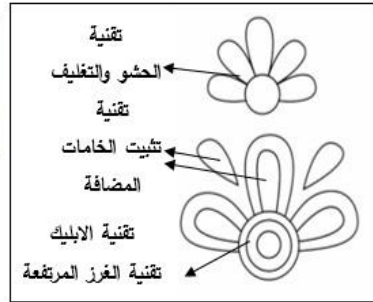 تقنية
الحشو والتغليف
تقنية
تثبيت الخامات
المضافة
تقنية الابليك
تقنية الغرز المرتفعة